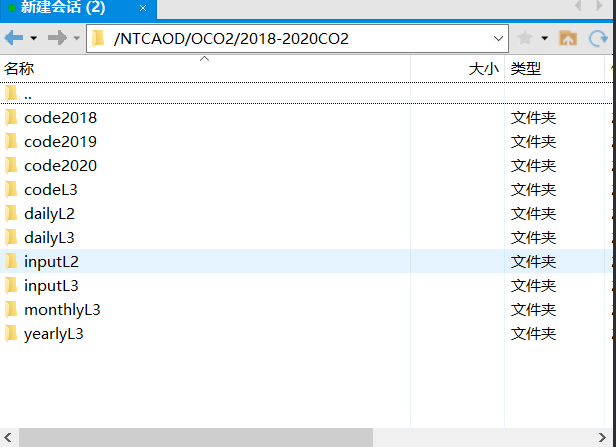 新建会话 (2)
/NTCAOD/OCO2/2018-2020CO2
名称 大小 类型
..
code2018 文件夹
code2019 文件夹
code2020 文件夹
codeL3 文件夹
dailyL2 文件夹
dailyL3 文件夹
inputL2 文件夹
inputL3 文件夹
monthlyL3 文件夹
yearlyL3 文件夹